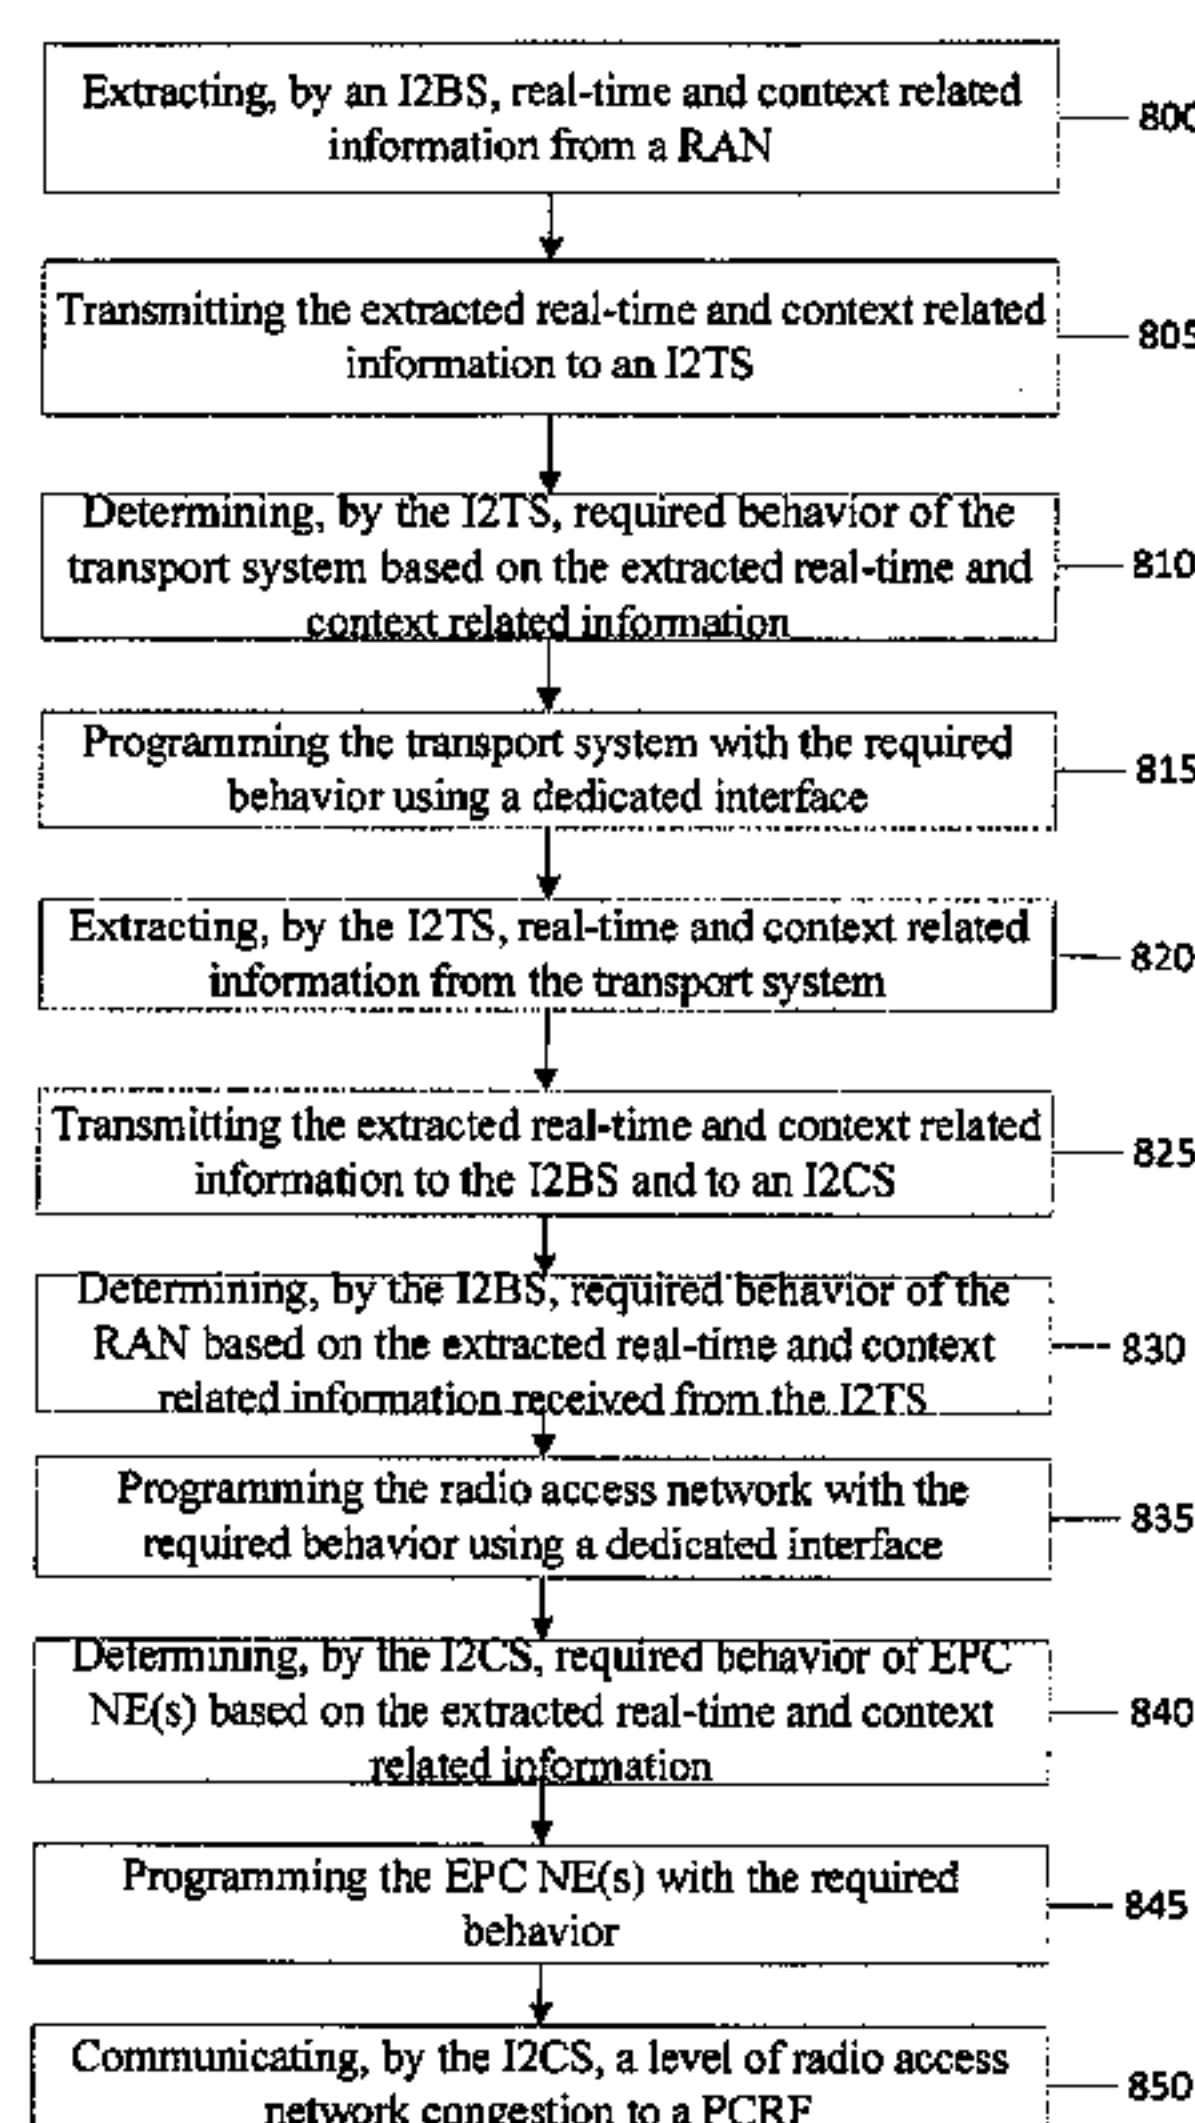 Extracting, by an I2BS, real-time and context related
information from a RAN
800
Transmitting the extracted real-time and context related
information to an I2TS
805
Determining, by the I2TS, required behavior of the
transport system based on the extracted real-time and
context related information
810
Programming the transport system with the required
behavior using a dedicated interface
815
Extracting, by the I2TS, real-time and context related
information from the transport system
820
Transmitting the extracted real-time and context related
information to the I2BS and to an I2CS
825
Determining, by the I2BS, required behavior of the
RAN based on the extracted real-time and context
related information received from the I2TS
830
Programming the radio access network with the
required behavior using a dedicated interface
835
Determining, by the I2CS, required behavior of EPC
NE(s) based on the extracted real-time and context
related information
840
Programming the EPC NE(s) with the required
behavior
845
Communicating, by the I2CS, a level of radio access
network congestion to a PCRF
850